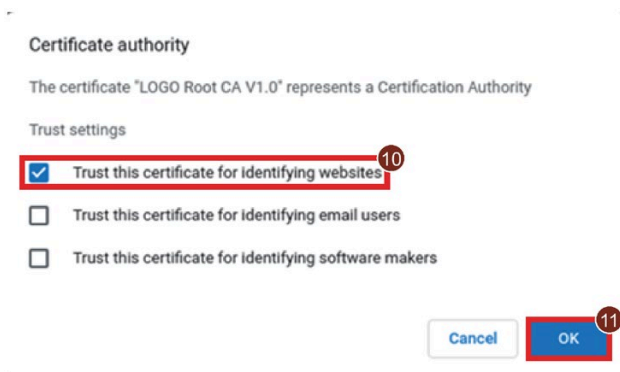 Certificate authority
The certificate "LOGO Root CA V1.0" represents a Certification Authority
Trust settings
10
Trust this certificate for identifying websites
Trust this certificate for identifying email users
Trust this certificate for identifying software makers
11
Cancel OK